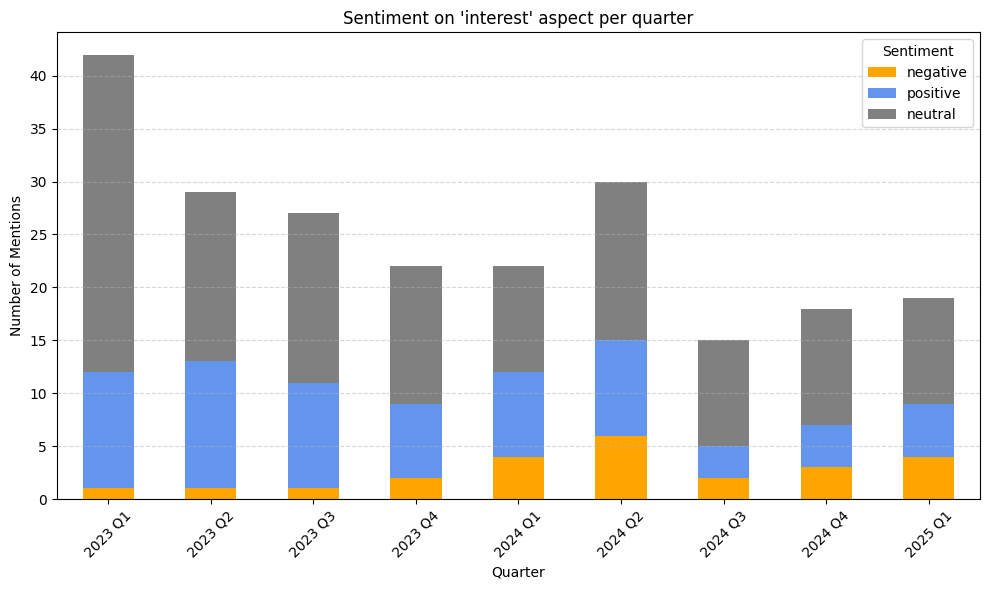 Sentiment on 'interest' aspect per quarter
Sentiment
negative
positive
neutral
Number of Mentions
40
35
30
25
20
15
10
5
0
2023 Q1
2023 Q2
2023 Q3
2023 Q4
2024 Q1
2024 Q2
2024 Q3
2024 Q4
2025 Q1
Quarter